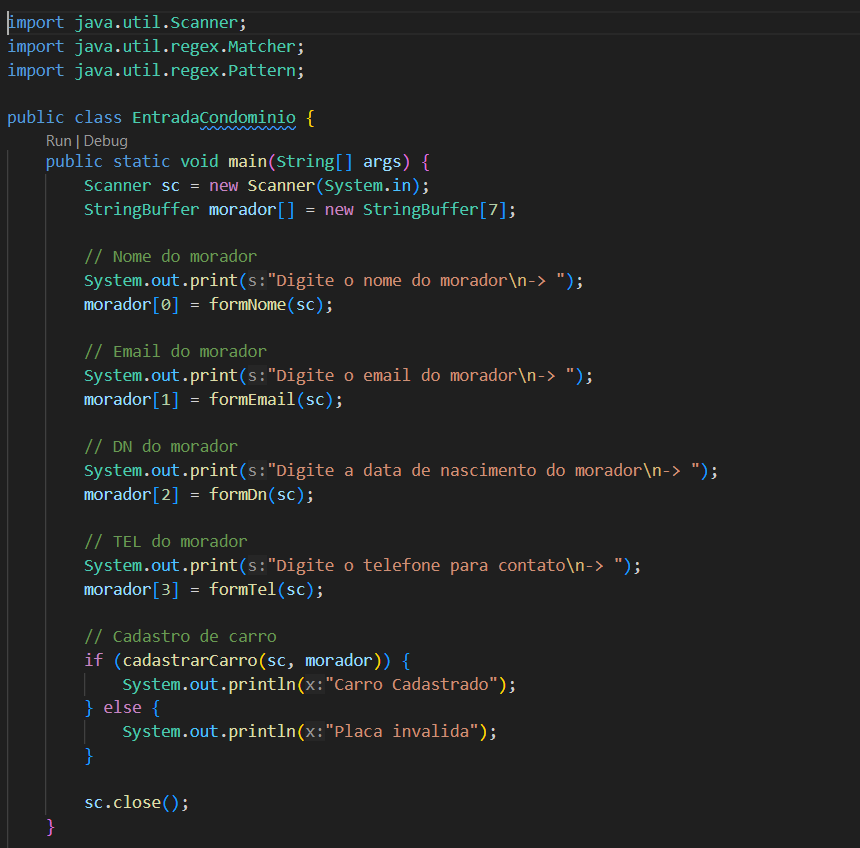 import java.util.Scanner;
import java.util.regex.Matcher;
import java.util.regex.Pattern;

public class EntradaCondominio {
    Run | Debug
    public static void main(String[] args) {
        Scanner sc = new Scanner(System.in);
        StringBuffer morador[] = new StringBuffer[7];

        // Nome do morador
        System.out.print(s:"Digite o nome do morador\n-> ");
        morador[0] = formNome(sc);

        // Email do morador
        System.out.print(s:"Digite o email do morador\n-> ");
        morador[1] = formEmail(sc);

        // DN do morador
        System.out.print(s:"Digite a data de nascimento do morador\n-> ");
        morador[2] = formDn(sc);

        // TEL do morador
        System.out.print(s:"Digite o telefone para contato\n-> ");
        morador[3] = formTel(sc);

        // Cadastro de carro
        if (cadastrarCarro(sc, morador)) {
            System.out.println(x:"Carro Cadastrado");
        } else {
            System.out.println(x:"Placa invalida");
        }

        sc.close();
    }